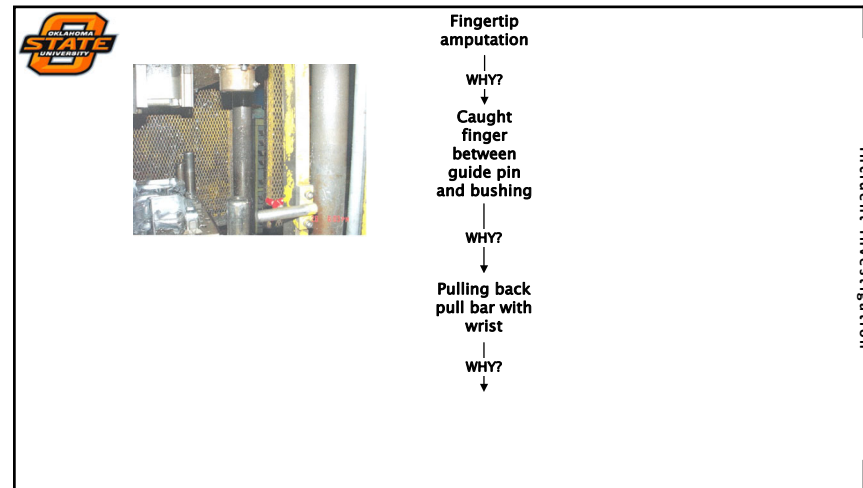 OKLAHOMA
STATE
UNIVERSITY
Fingertip
amputation
WHY?
Caught
finger
between
guide pin
and bushing
WHY?
Pulling back
pull bar with
wrist
WHY?